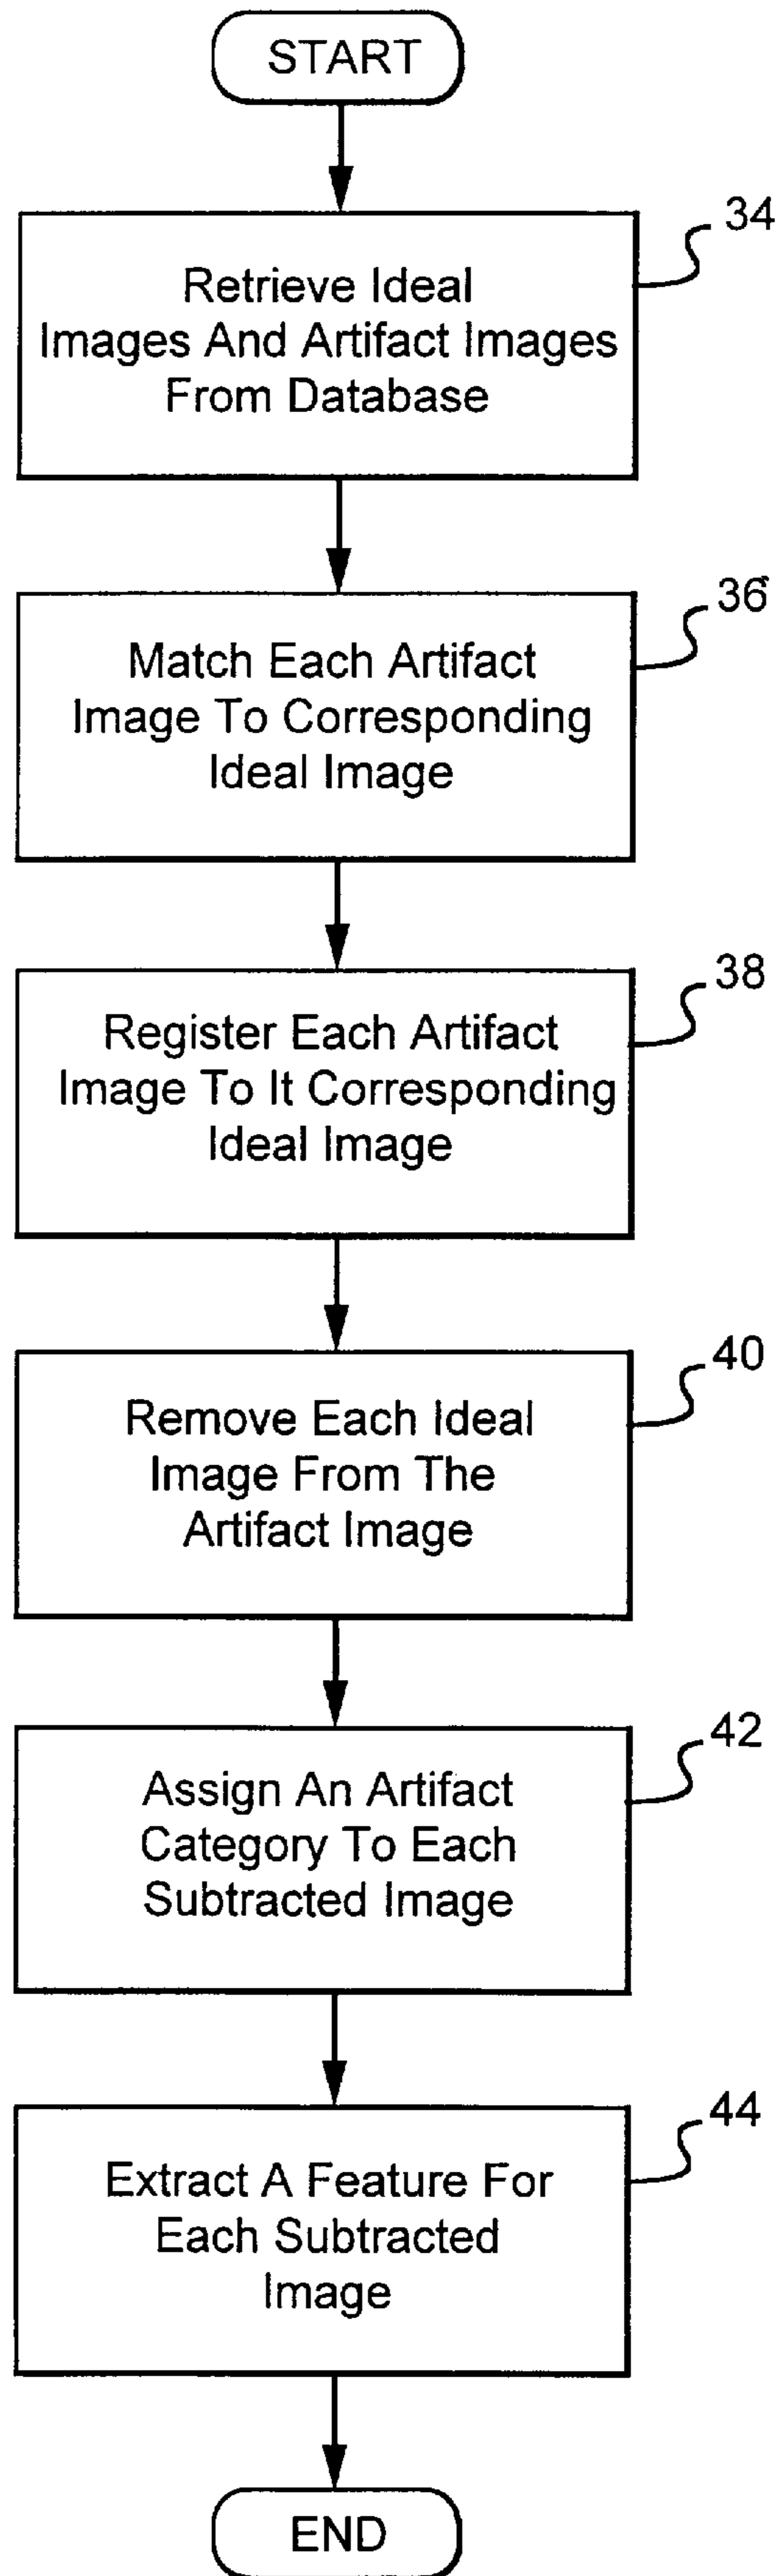 START
34
Retrieve Ideal
Images And Artifact Images
From Database
36
Match Each Artifact
Image To Corresponding
Ideal Image
38
Register Each Artifact
Image To It Corresponding
Ideal Image
40
Remove Each Ideal
Image From The
Artifact Image
42
Assign An Artifact
Category To Each
Subtracted Image
44
Extract A Feature For
Each Subtracted
Image
END